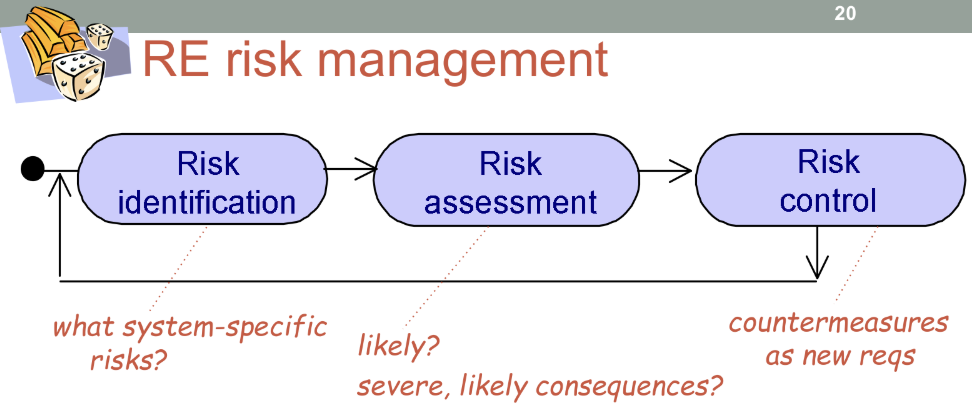 20
RE risk management
Risk
identification
Risk
assessment
Risk
control
what system-specific
risks?
likely?
severe, likely consequences?
countermeasures
as new reqs